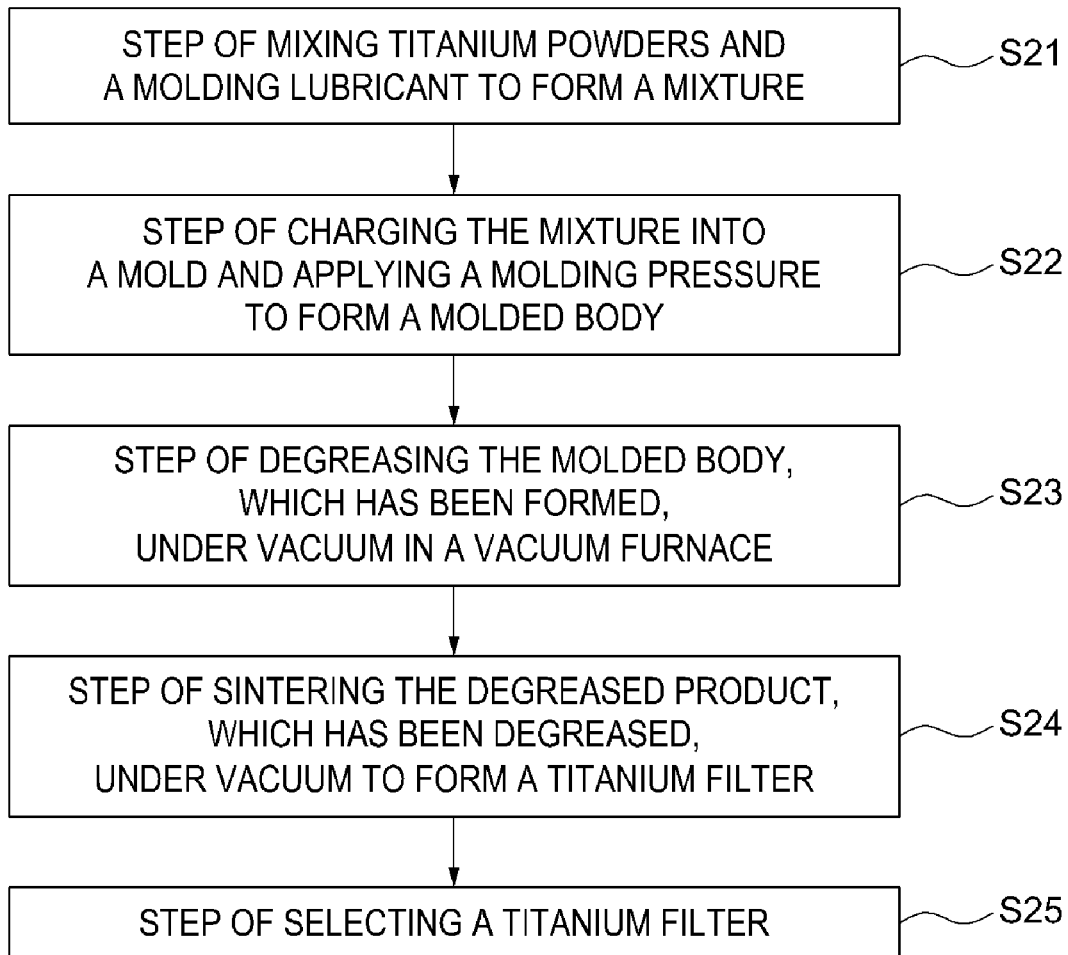 STEP OF MIXING TITANIUM POWDERS AND
A MOLDING LUBRICANT TO FORM A MIXTURE
S21
STEP OF CHARGING THE MIXTURE INTO
A MOLD AND APPLYING A MOLDING PRESSURE
TO FORM A MOLDED BODY
S22
STEP OF DEGREASING THE MOLDED BODY,
WHICH HAS BEEN FORMED,
UNDER VACUUM IN A VACUUM FURNACE
S23
STEP OF SINTERING THE DEGREASED PRODUCT,
WHICH HAS BEEN DEGREASED,
UNDER VACUUM TO FORM A TITANIUM FILTER
S24
STEP OF SELECTING A TITANIUM FILTER
S25